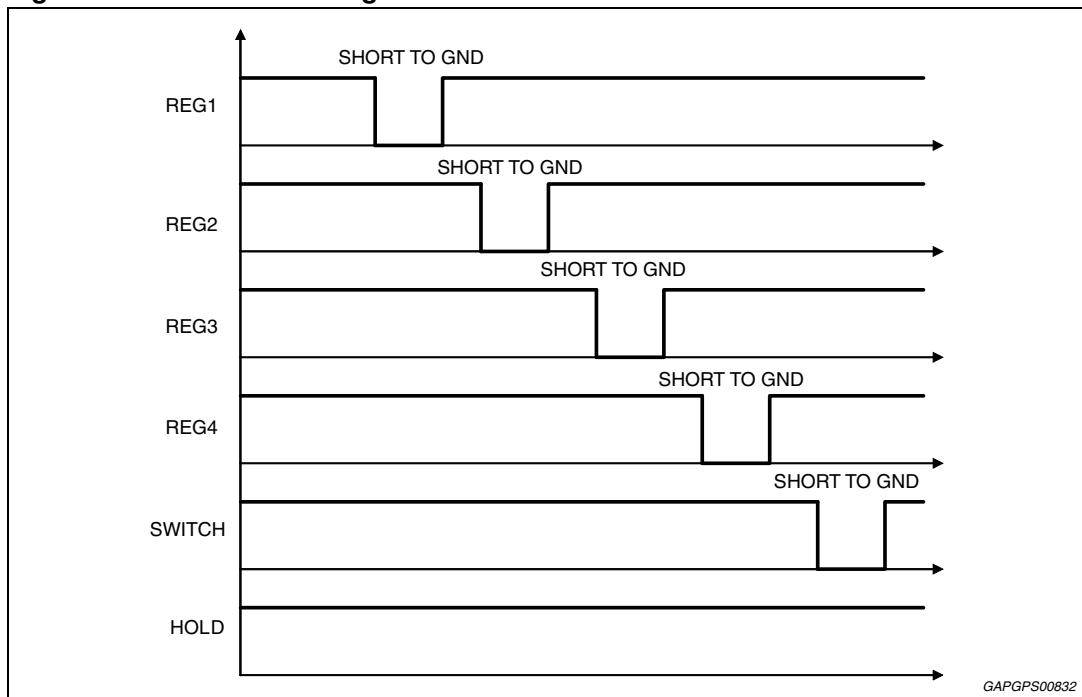 SHORT TO GND
REG1
SHORT TO GND
REG2
SHORT TO GND
REG3
SHORT TO GND
REG4
SHORT TO GND
SWITCH
HOLD
GAPGPS00832